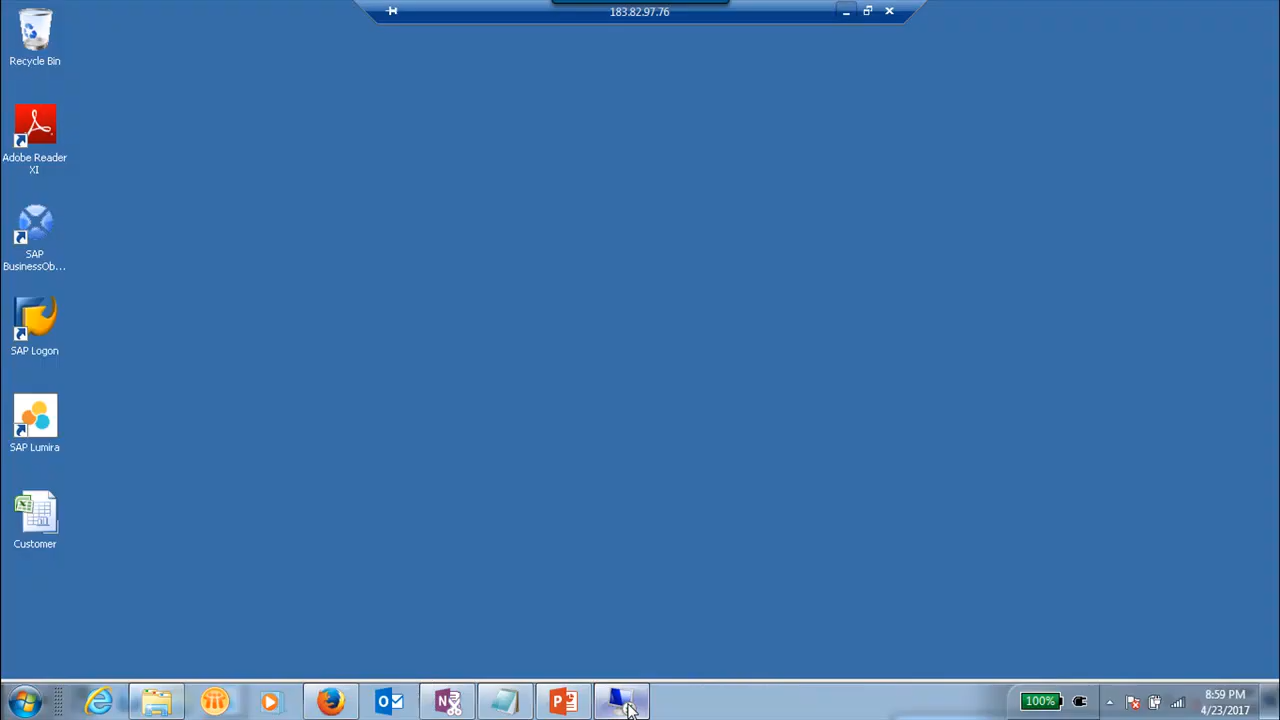 183.82.97.76
Recycle Bin
Adobe Reader
XI
SAP
BusinessOb...
SAP Logon
SAP Lumira
Customer
100%
8:59 PM
4/23/2017